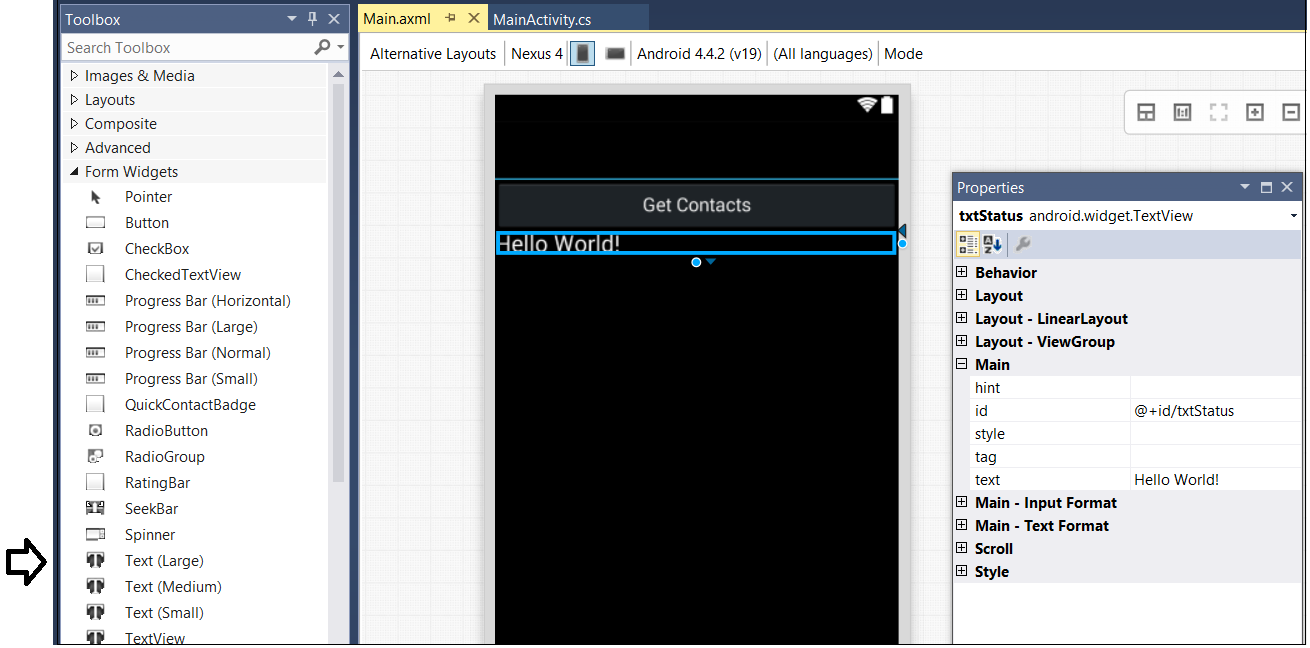 Toolbox
Search Toolbox
Images & Media
Layouts
Composite
Advanced
Form Widgets
Pointer
Button
CheckBox
CheckedTextView
Progress Bar (Horizontal)
Progress Bar (Large)
Progress Bar (Normal)
Progress Bar (Small)
QuickContactBadge
RadioButton
RadioGroup
RatingBar
SeekBar
Spinner
Text (Large)
Text (Medium)
Text (Small)
TextView
Main.axml MainActivity.cs
Alternative Layouts Nexus 4 Android 4.4.2 (v19) (All languages) Mode
Get Contacts
Hello World!
Properties
txtStatus android.widget.TextView
Behavior
Layout
Layout - LinearLayout
Layout - ViewGroup
Main
hint
id @+id/txtStatus
style
tag
text Hello World!
Main - Input Format
Main - Text Format
Scroll
Style